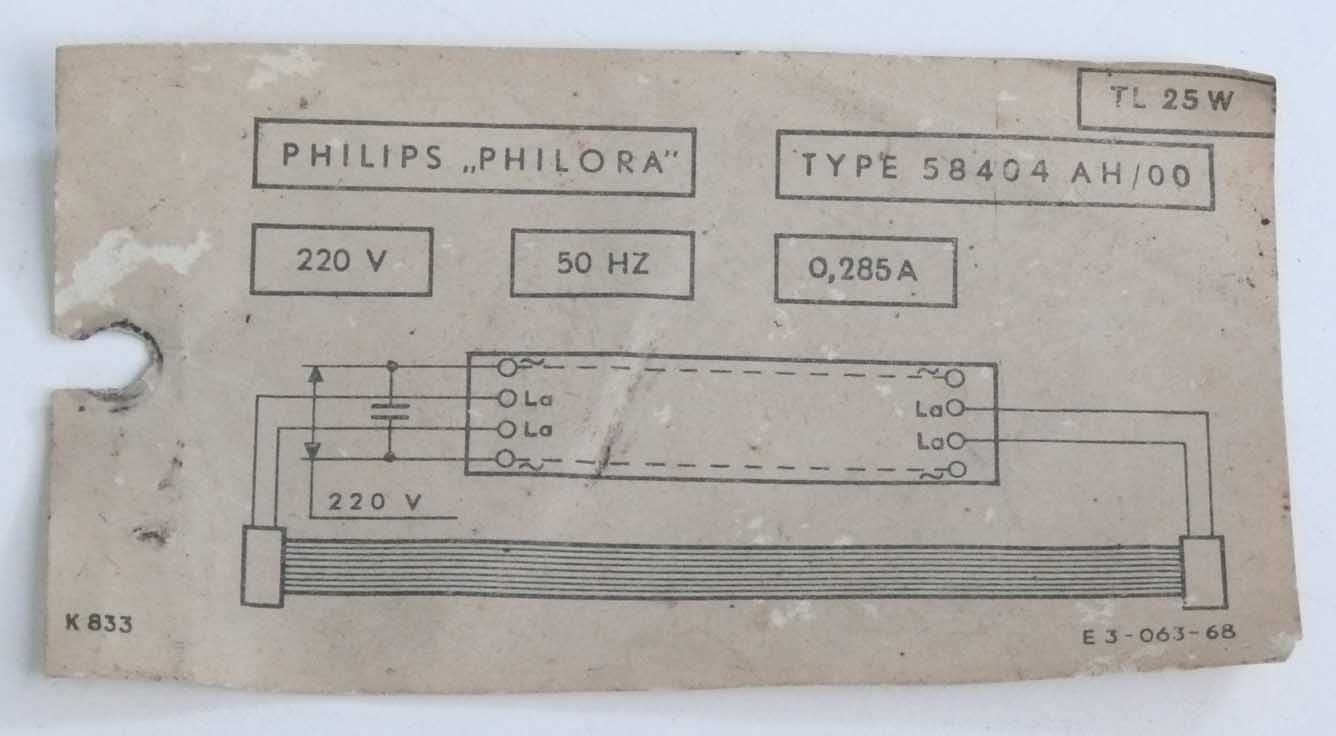 TL 25 W
PHILIPS „PHILORA"
TYPE 58404 AH/00
220 V
50 HZ
0,285 A
~ ~
La La
La La
~ ~
220 V
K 833
E 3-063-68